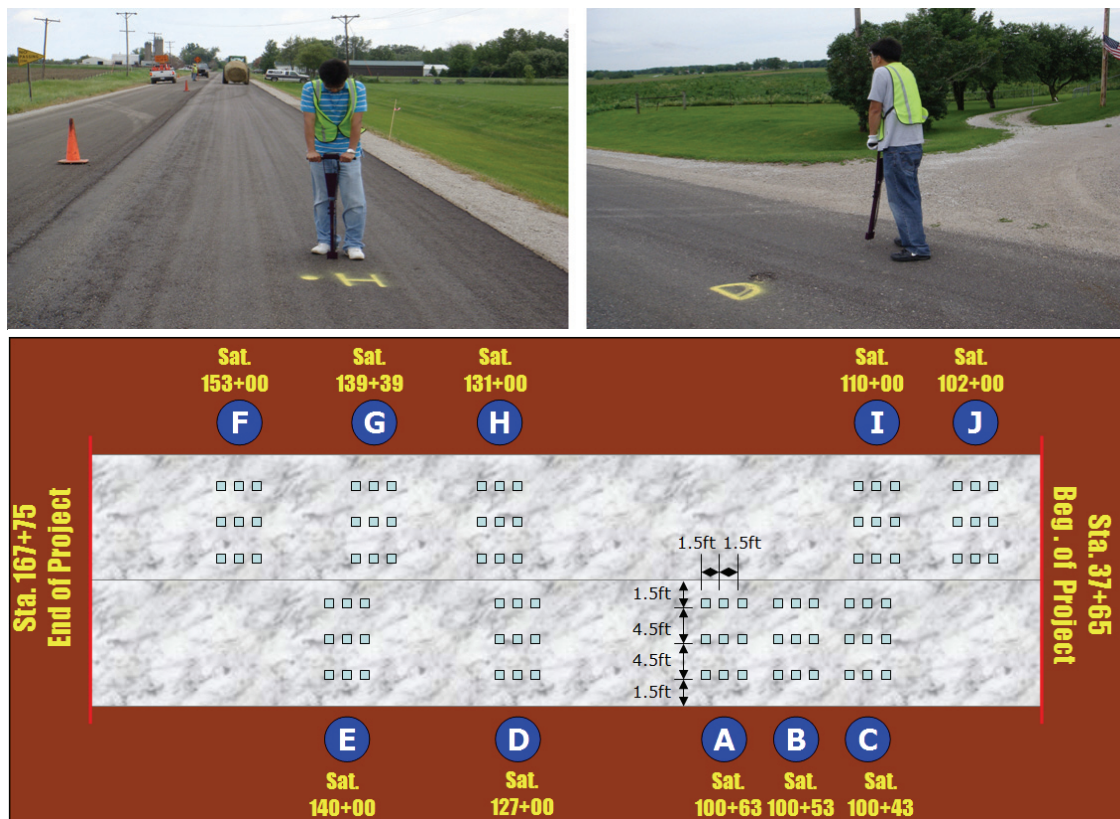 H
D
Sat.
153+00
Sat.
139+39
Sat.
131+00
Sat.
110+00
Sat.
102+00
F
G
H
I
J
Sta. 167+75
End of Project
Sta. 37+65
Beg. of Project
1.5ft 1.5ft
1.5ft
4.5ft
4.5ft
1.5ft
E
D
A
B
C
Sat.
140+00
Sat.
127+00
Sat.
100+63
Sat.
100+53
Sat.
100+43